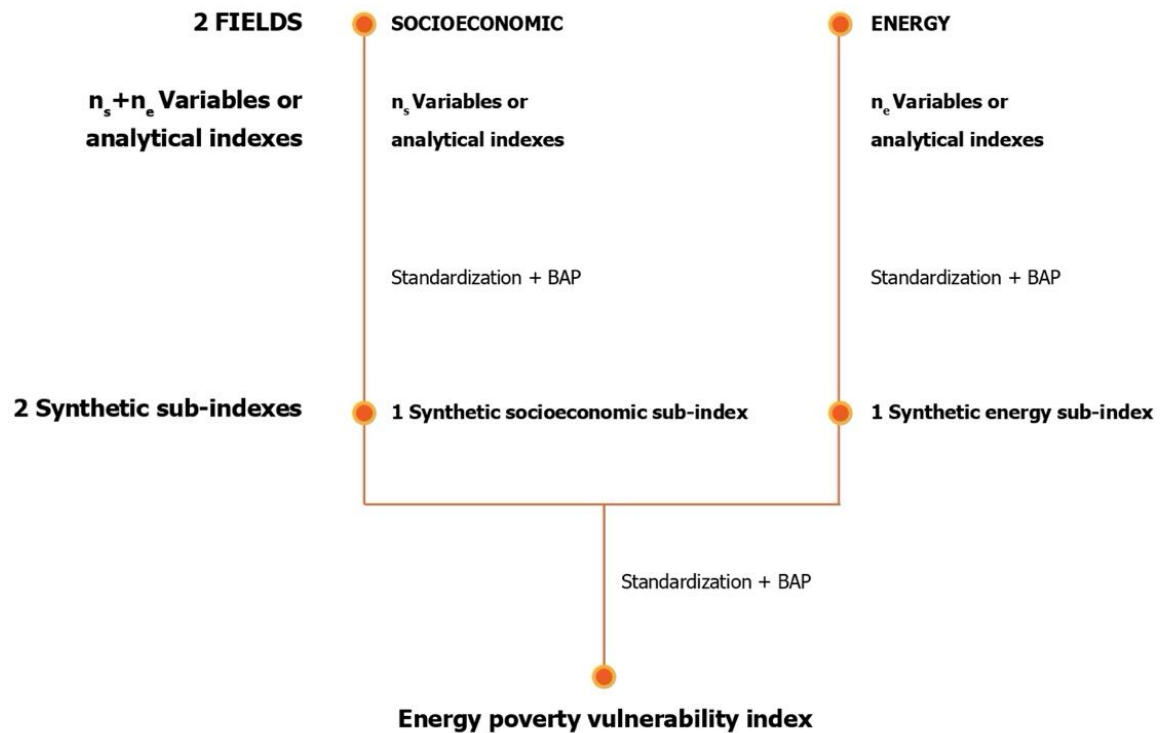 2 FIELDS
SOCIOECONOMIC
ENERGY
nₛ+nₑ Variables or
analytical indexes
nₛ Variables or
analytical indexes
nₑ Variables or
analytical indexes
Standardization + BAP
Standardization + BAP
2 Synthetic sub-indexes
1 Synthetic socioeconomic sub-index
1 Synthetic energy sub-index
Standardization + BAP
Energy poverty vulnerability index